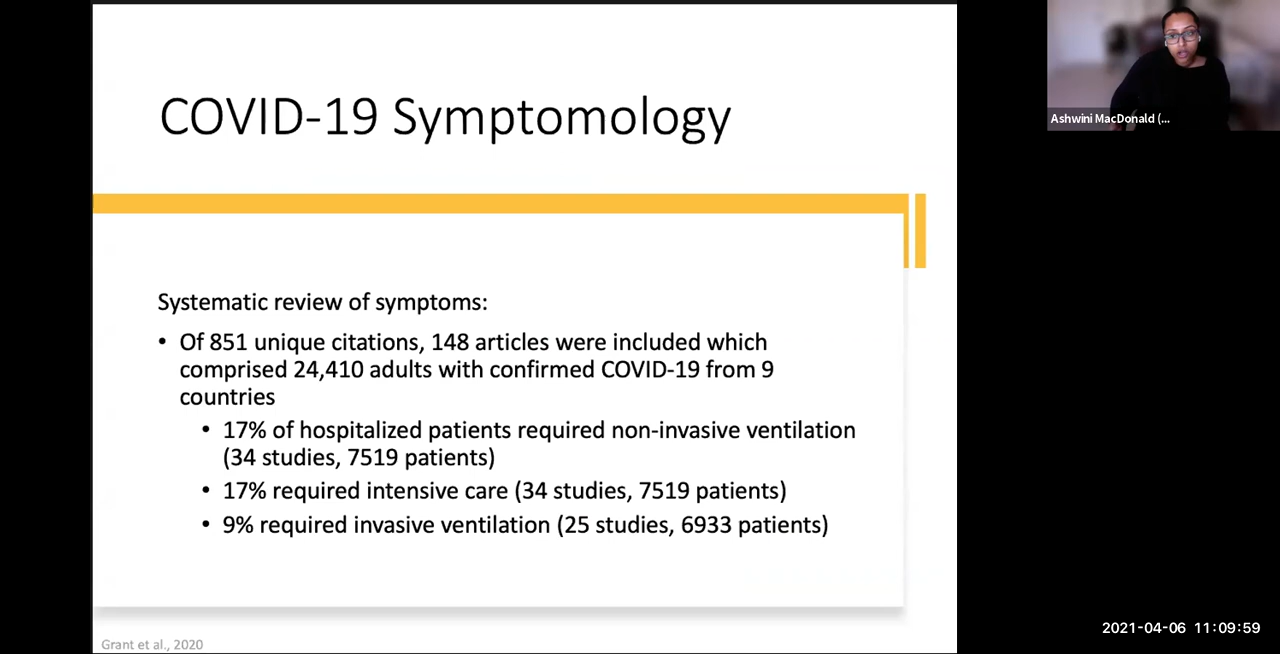 COVID-19 Symptomology
Systematic review of symptoms:
• Of 851 unique citations, 148 articles were included which
comprised 24,410 adults with confirmed COVID-19 from 9
countries
• 17% of hospitalized patients required non-invasive ventilation
(34 studies, 7519 patients)
• 17% required intensive care (34 studies, 7519 patients)
• 9% required invasive ventilation (25 studies, 6933 patients)
Grant et al., 2020
Ashwini MacDonald (...
2021-04-06 11:09:59